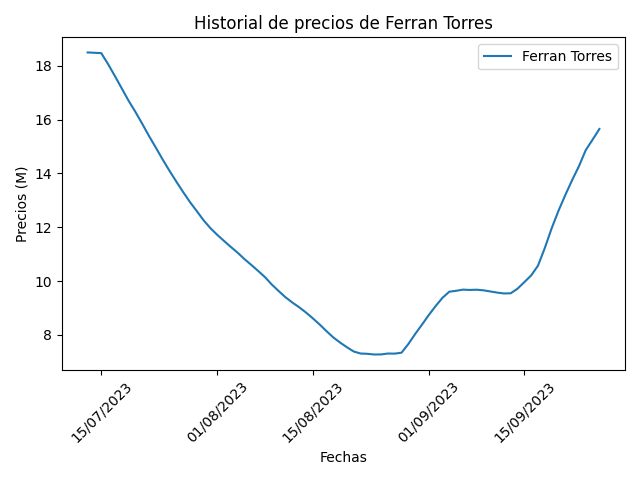 Historial de precios de Ferran Torres
Ferran Torres
Precios (M)
18
16
14
12
10
8
15/07/2023
01/08/2023
15/08/2023
01/09/2023
15/09/2023
Fechas